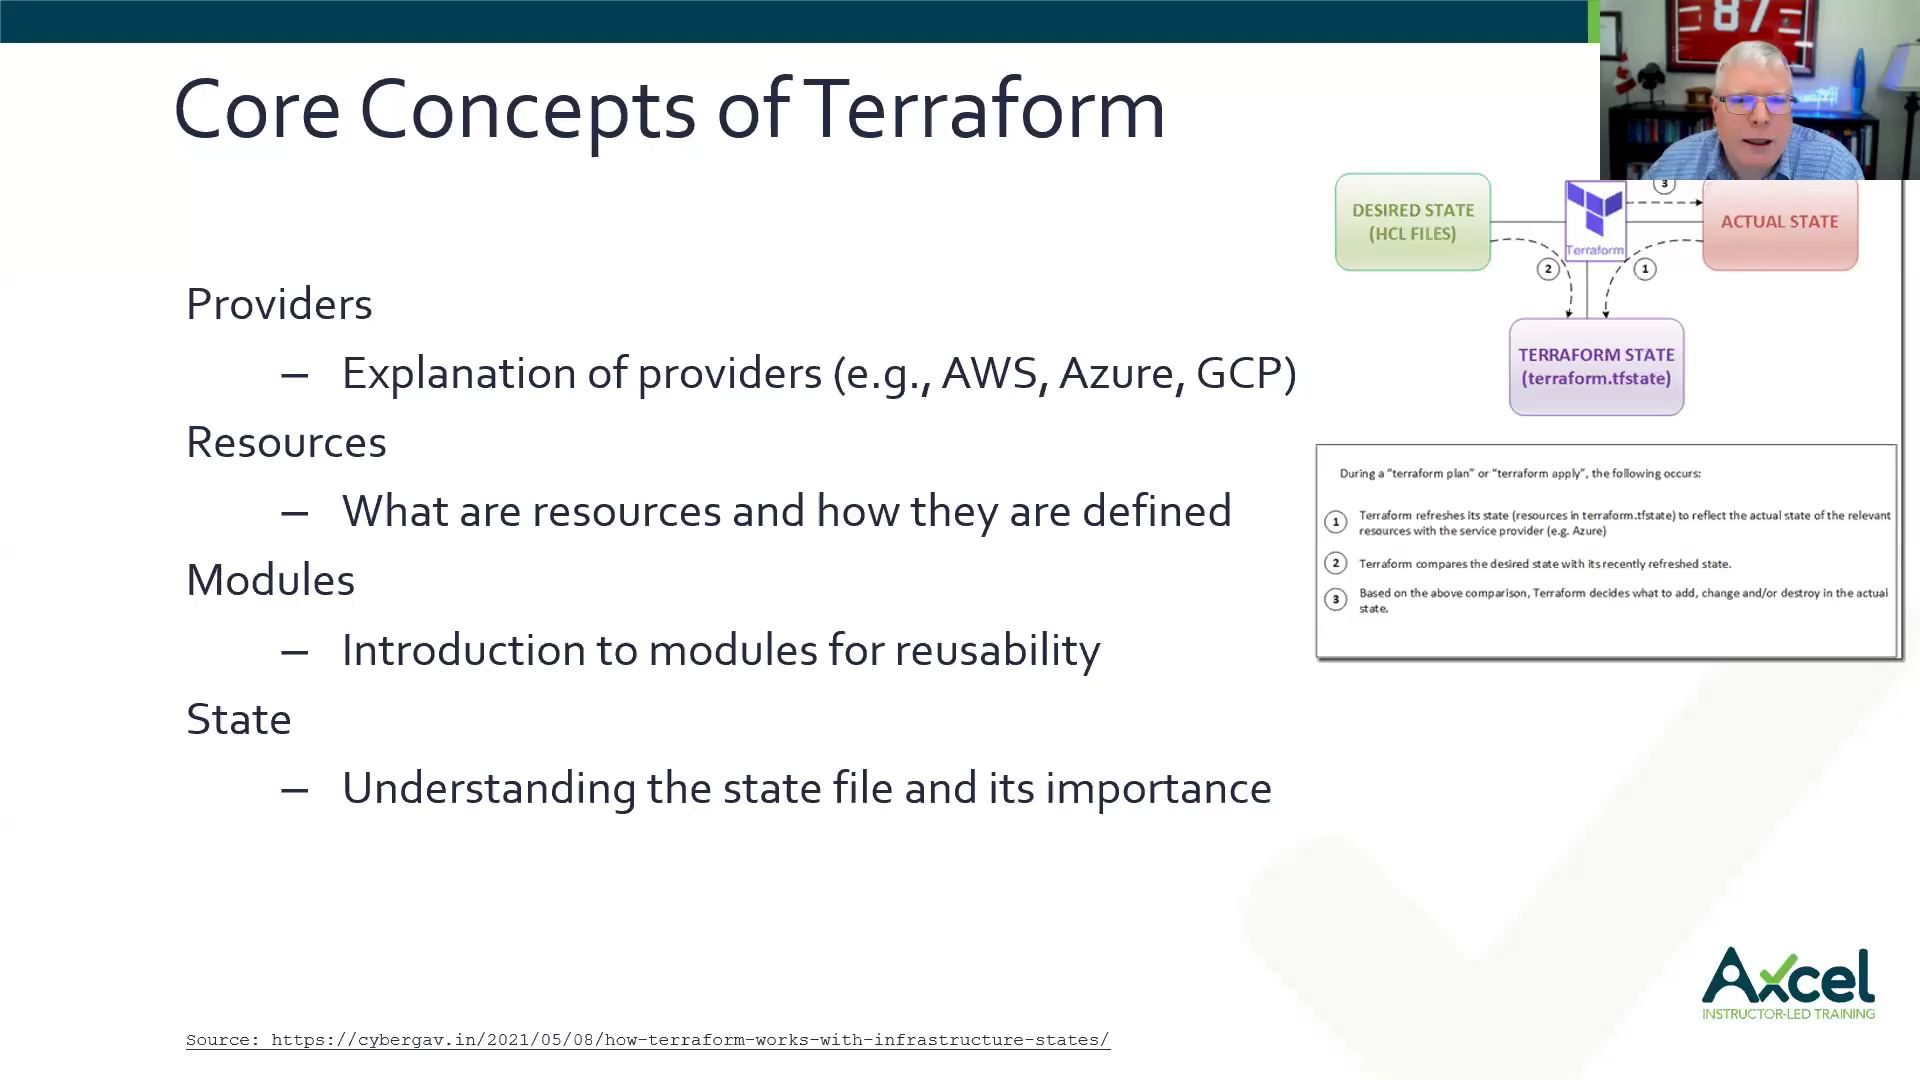 87
Core Concepts of Terraform
Providers
– Explanation of providers (e.g., AWS, Azure, GCP)
Resources
– What are resources and how they are defined
Modules
– Introduction to modules for reusability
State
– Understanding the state file and its importance
DESIRED STATE
(HCL FILES)
Terraform
3
ACTUAL STATE
2
1
TERRAFORM STATE
(terraform.tfstate)
During a "terraform plan" or "terraform apply", the following occurs:
1 Terraform refreshes its state (resources in terraform.tfstate) to reflect the actual state of the relevant
resources with the service provider (e.g. Azure)
2 Terraform compares the desired state with its recently refreshed state.
3 Based on the above comparison, Terraform decides what to add, change and/or destroy in the actual
state.
Axcel
INSTRUCTOR-LED TRAINING
Source: https://cybergav.in/2021/05/08/how-terraform-works-with-infrastructure-states/